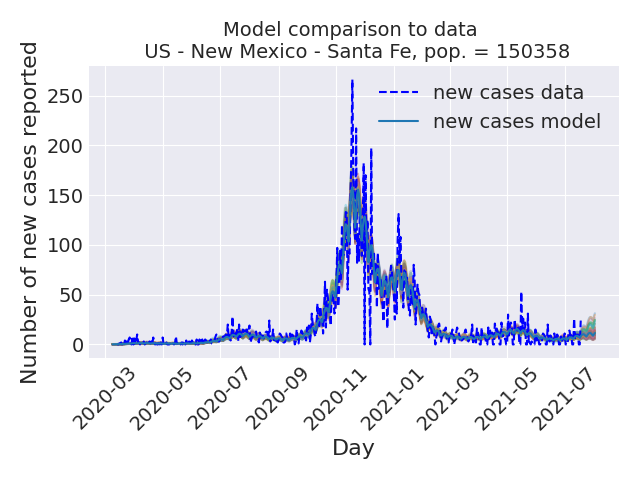 Model comparison to data
US - New Mexico - Santa Fe, pop. = 150358
Number of new cases reported
250
200
150
100
50
0
new cases data
new cases model
2020-03
2020-05
2020-07
2020-09
2020-11
2021-01
2021-03
2021-05
2021-07
Day